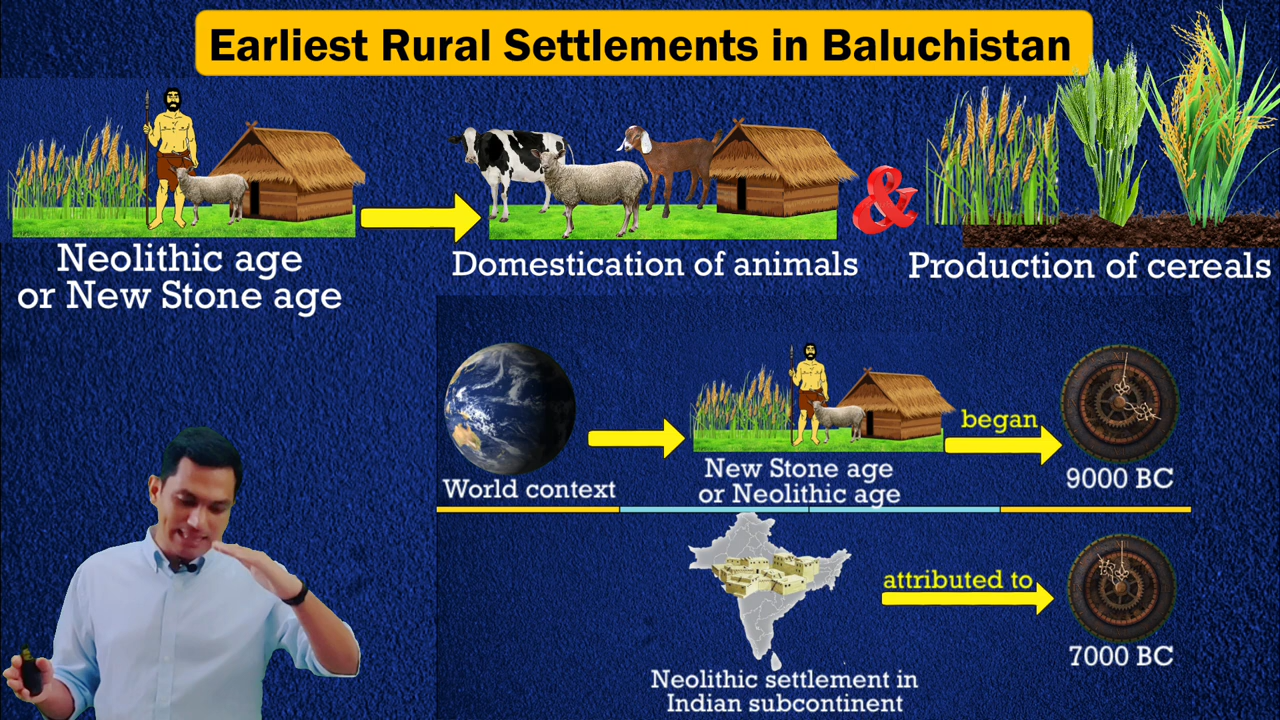 Earliest Rural Settlements in Baluchistan
&
Neolithic age
or New Stone age
Domestication of animals
Production of cereals
World context
New Stone age
or Neolithic age
began
9000 BC
Neolithic settlement in
Indian subcontinent
attributed to
7000 BC